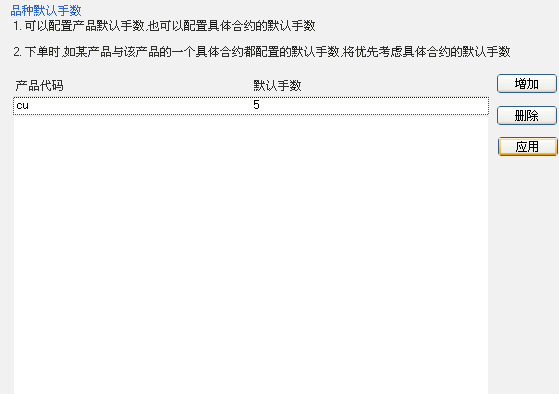 品种默认手数
1. 可以配置产品默认手数,也可以配置具体合约的默认手数
2. 下单时,如某产品与该产品的一个具体合约都配置的默认手数,将优先考虑具体合约的默认手数
产品代码 默认手数
增加
cu 5
删除
应用